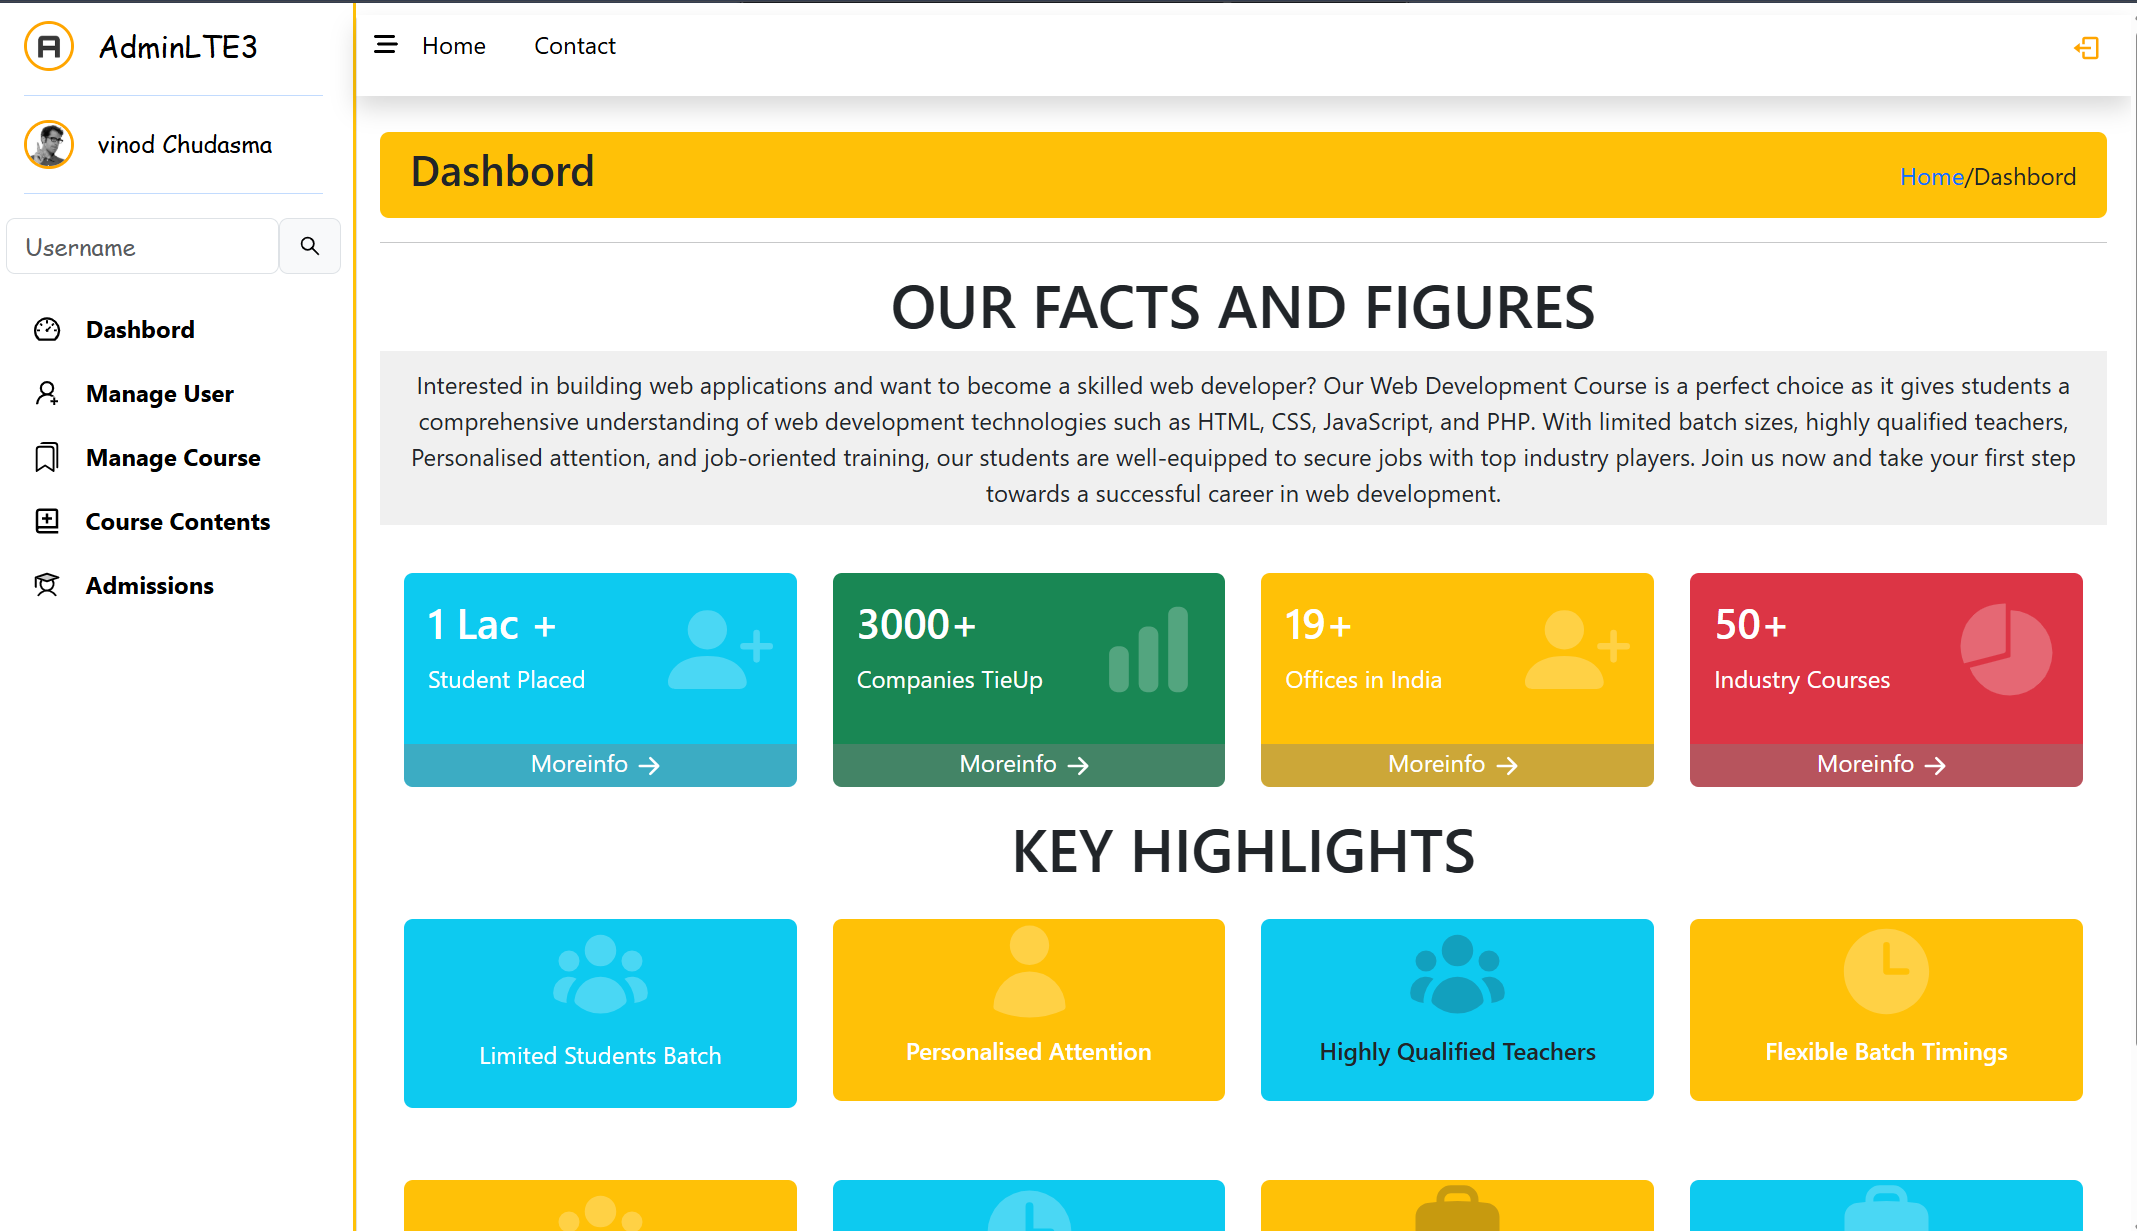 AdminLTE3
vinod Chudasma
Username
Dashbord
Manage User
Manage Course
Course Contents
Admissions
Home
Contact
Dashbord
Home/Dashbord
OUR FACTS AND FIGURES
Interested in building web applications and want to become a skilled web developer? Our Web Development Course is a perfect choice as it gives students a
comprehensive understanding of web development technologies such as HTML, CSS, JavaScript, and PHP. With limited batch sizes, highly qualified teachers,
Personalised attention, and job-oriented training, our students are well-equipped to secure jobs with top industry players. Join us now and take your first step
towards a successful career in web development.
1 Lac +
Student Placed
Moreinfo
3000+
Companies TieUp
Moreinfo
19+
Offices in India
Moreinfo
50+
Industry Courses
Moreinfo
KEY HIGHLIGHTS
Limited Students Batch
Personalised Attention
Highly Qualified Teachers
Flexible Batch Timings